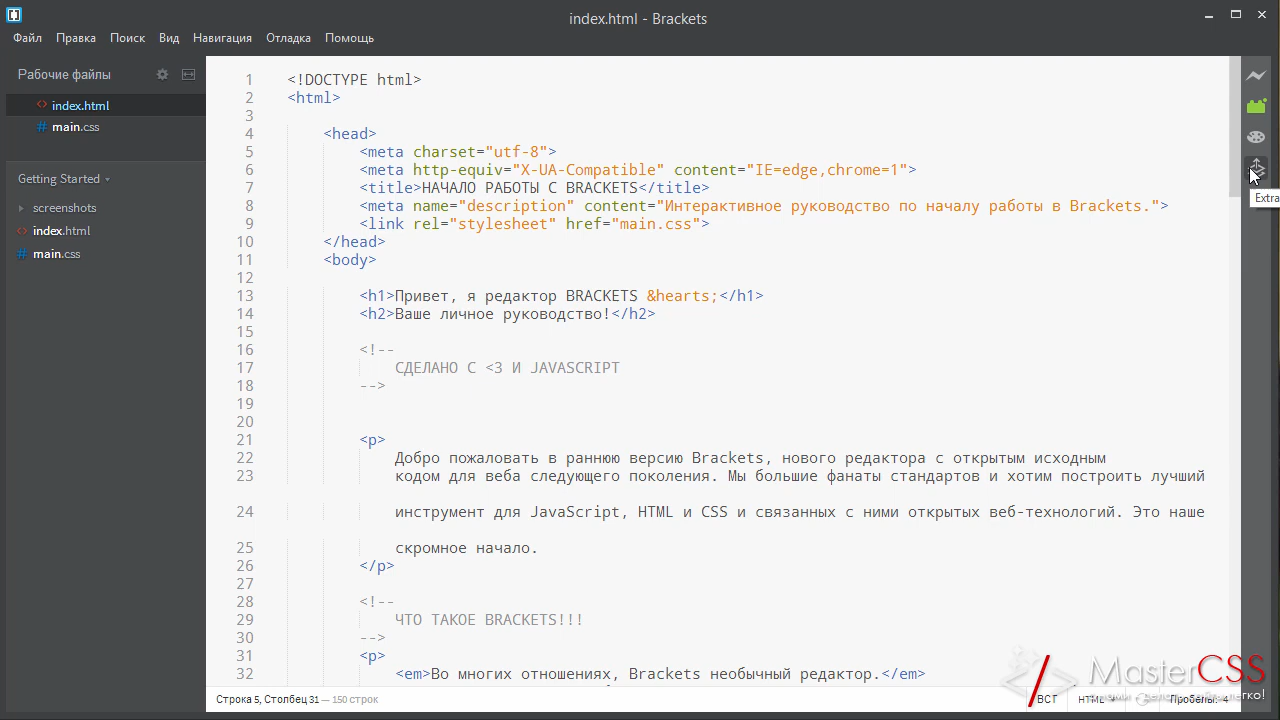 index.html - Brackets
Файл Правка Поиск Вид Навигация Отладка Помощь
Рабочие файлы
<> index.html
# main.css
Getting Started
screenshots
<> index.html
# main.css
1 <!DOCTYPE html>
2 <html>
3
4 <head>
5 <meta charset="utf-8">
6 <meta http-equiv="X-UA-Compatible" content="IE=edge,chrome=1">
7 <title>НАЧАЛО РАБОТЫ С BRACKETS</title>
8 <meta name="description" content="Интерактивное руководство по началу работы в Brackets.">
9 <link rel="stylesheet" href="main.css">
10 </head>
11 <body>
12
13 <h1>Привет, я редактор BRACKETS &hearts;</h1>
14 <h2>Ваше личное руководство!</h2>
15
16 <!--
17 СДЕЛАНО С <3 И JAVASCRIPT
18 -->
19
20
21 <p>
22 Добро пожаловать в раннюю версию Brackets, нового редактора с открытым исходным
23 кодом для веба следующего поколения. Мы большие фанаты стандартов и хотим построить лучший
24 инструмент для JavaScript, HTML и CSS и связанных с ними открытых веб-технологий. Это наше
25 скромное начало.
26 </p>
27
28 <!--
29 ЧТО ТАКОЕ BRACKETS!!!
30 -->
31 <p>
32 <em>Во многих отношениях, Brackets необычный редактор.</em>
Extra
MasterCSS
Строка 5, Столбец 31 — 150 строк
ВСТ HTML Пробелы: 4